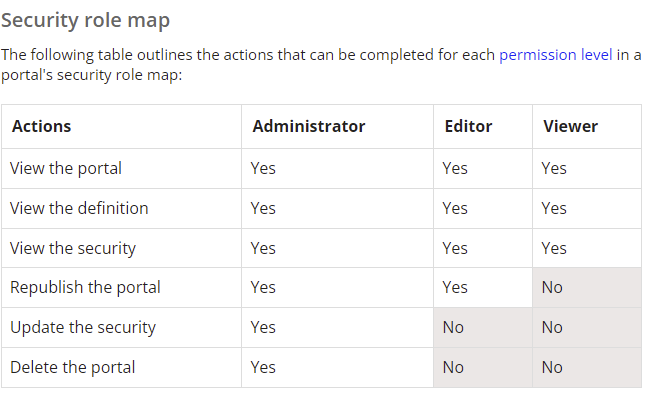 Security role map
The following table outlines the actions that can be completed for each permission level in a
portal's security role map:
Actions Administrator Editor Viewer
View the portal Yes Yes Yes
View the definition Yes Yes Yes
View the security Yes Yes Yes
Republish the portal Yes Yes No
Update the security Yes No No
Delete the portal Yes No No